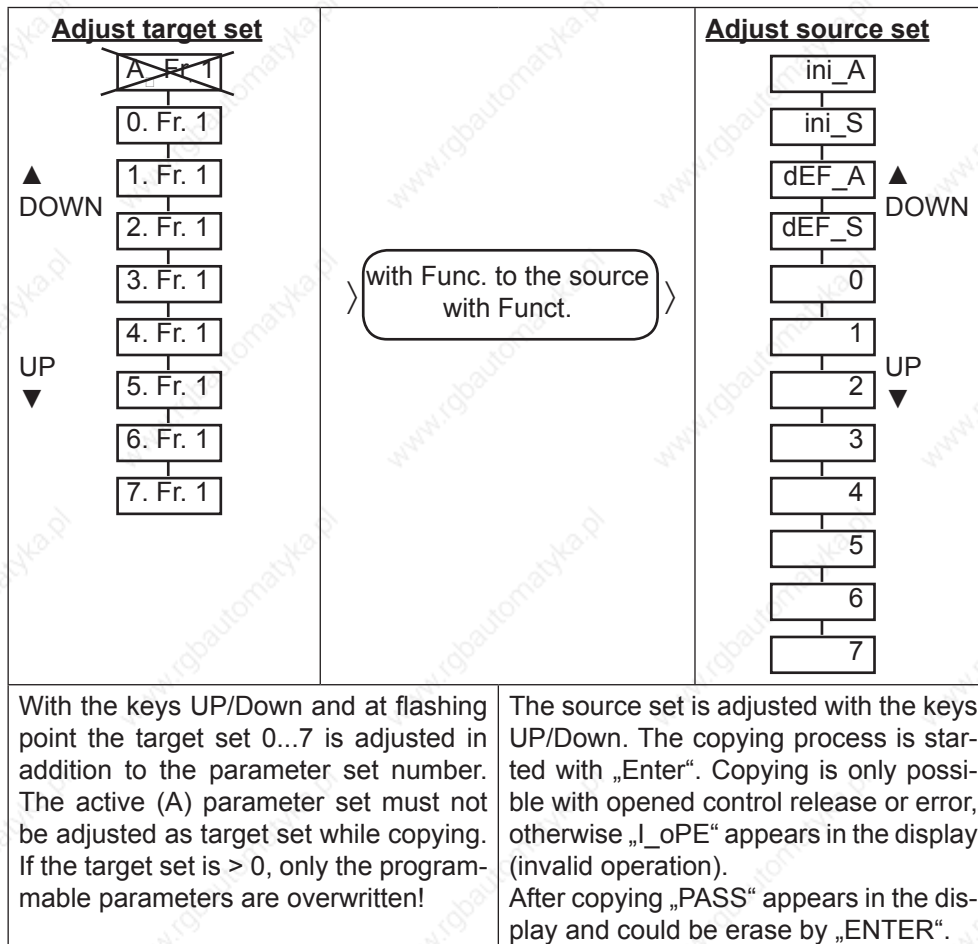 Adjust target set
A Fr. 1
0. Fr. 1
1. Fr. 1
2. Fr. 1
3. Fr. 1
4. Fr. 1
5. Fr. 1
6. Fr. 1
7. Fr. 1
▲
DOWN
UP
▼
with Func. to the source
with Funct.
Adjust source set
ini_A
ini_S
dEF_A
dEF_S
0
1
2
3
4
5
6
7
▲
DOWN
UP
▼
With the keys UP/Down and at flashing
point the target set 0...7 is adjusted in
addition to the parameter set number.
The active (A) parameter set must not
be adjusted as target set while copying.
If the target set is > 0, only the program-
mable parameters are overwritten!
The source set is adjusted with the keys
UP/Down. The copying process is star-
ted with „Enter“. Copying is only possi-
ble with opened control release or error,
otherwise „I_oPE“ appears in the display
(invalid operation).
After copying „PASS“ appears in the dis-
play and could be erase by „ENTER“.
www.rgbautomatyka.pl